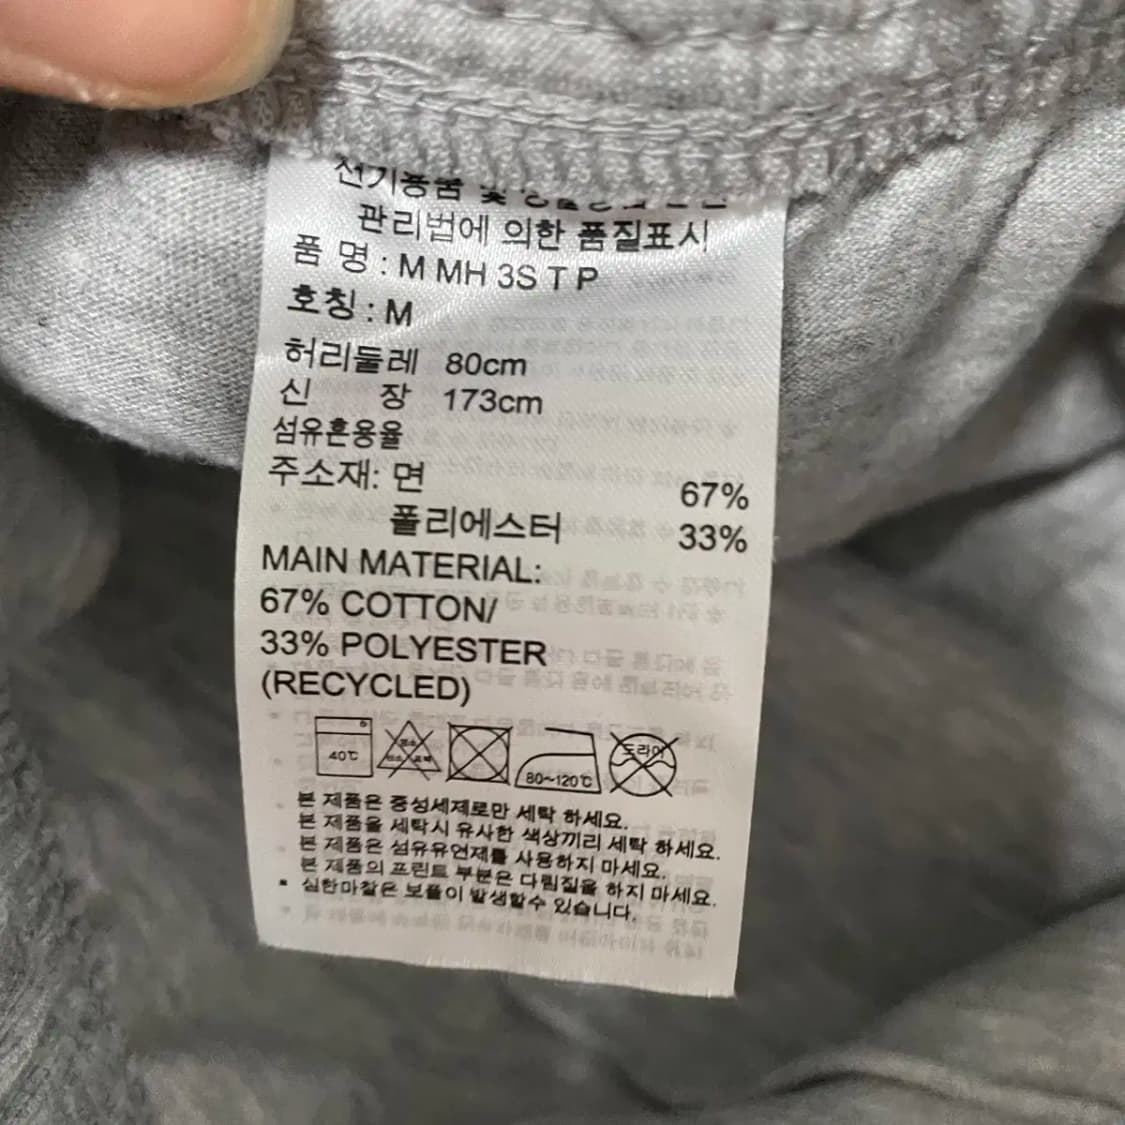 전기용품 및
관리법에 의한 품질표시
품 명 : M MH 3S T P
호칭 : M
허리둘레 80cm
신 장 173cm
섬유혼용율
주소재: 면 67%
폴리에스터 33%
MAIN MATERIAL:
67% COTTON/
33% POLYESTER
(RECYCLED)
40℃ 80~120℃ 드라이
본 제품은 중성세제로만 세탁 하세요.
본 제품을 세탁시 유사한 색상끼리 세탁 하세요.
본 제품은 섬유유연제를 사용하지 마세요.
본 제품의 프린트 부분은 다림질을 하지 마세요.
심한마찰은 보풀이 발생할수 있습니다.